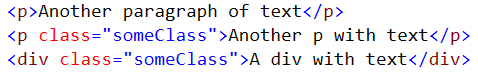 <p>Another paragraph of text</p>
<p class="someClass">Another p with text</p>
<div class="someClass">A div with text</div>